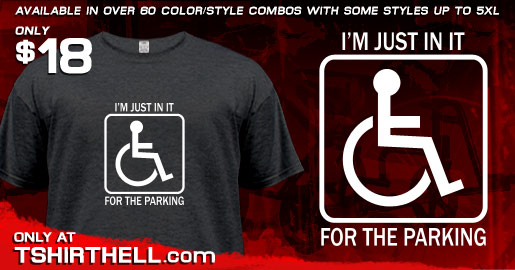 AVAILABLE IN OVER 60 COLOR/STYLE COMBOS WITH SOME STYLES UP TO 5XL
ONLY
$18
I'M JUST IN IT
FOR THE PARKING
I'M JUST IN IT
FOR THE PARKING
ONLY AT
TSHIRTHELL.com